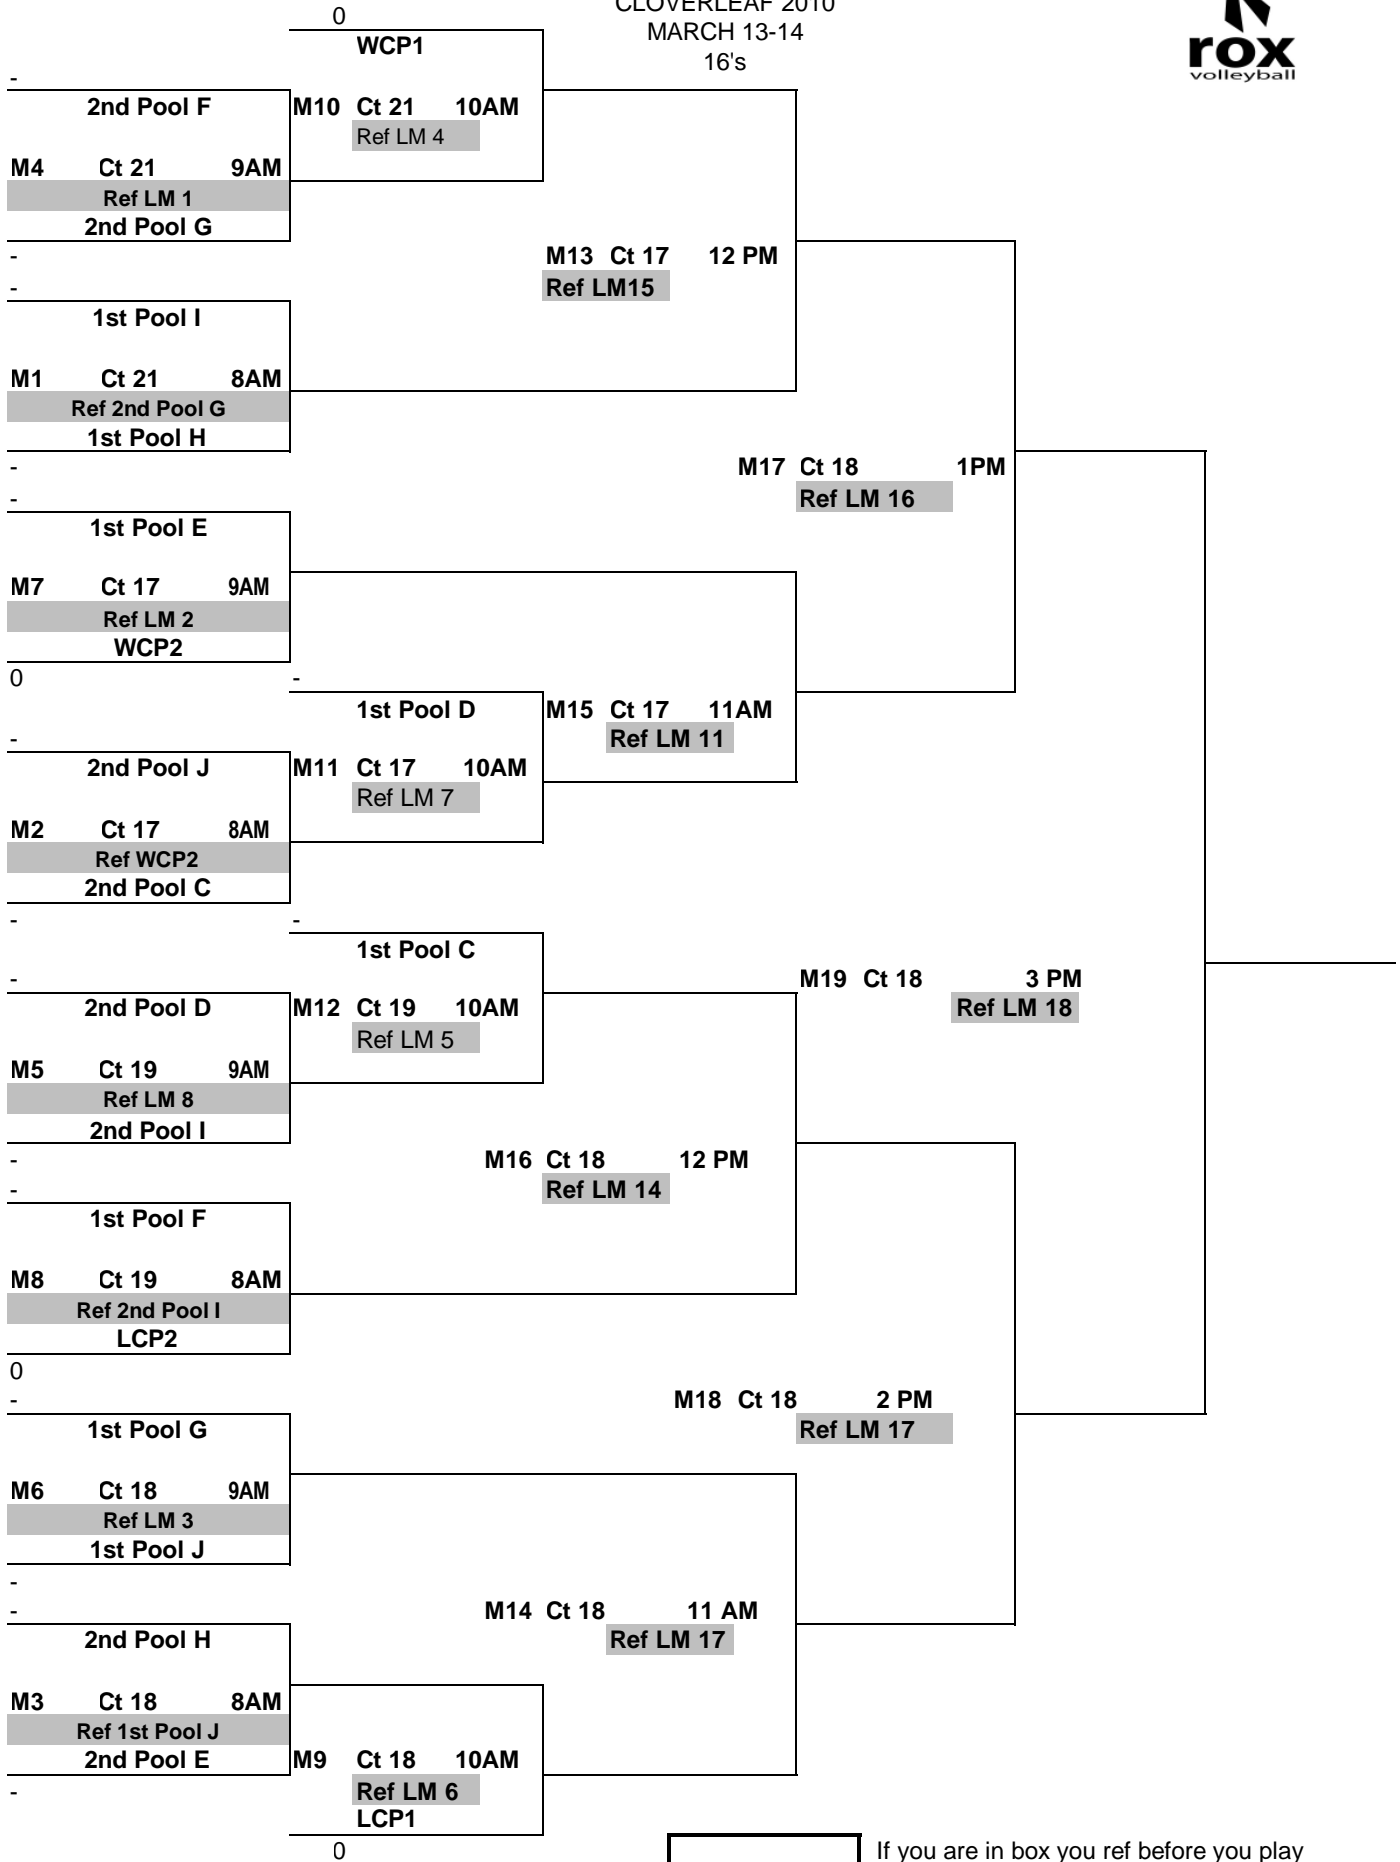 CLOVERLEAF 2010
0
MARCH 13-14
WCP1
16's
rox
volleyball
-
2nd Pool F
M10 Ct 21 10AM
Ref LM 4
M4 Ct 21 9AM
Ref LM 1
2nd Pool G
-
M13 Ct 17 12 PM
-
Ref LM15
1st Pool I
M1 Ct 21 8AM
Ref 2nd Pool G
1st Pool H
-
M17 Ct 18 1PM
-
Ref LM 16
1st Pool E
M7 Ct 17 9AM
Ref LM 2
WCP2
0
-
1st Pool D
M15 Ct 17 11AM
-
Ref LM 11
2nd Pool J
M11 Ct 17 10AM
Ref LM 7
M2 Ct 17 8AM
Ref WCP2
2nd Pool C
-
-
1st Pool C
-
M19 Ct 18 3 PM
2nd Pool D
M12 Ct 19 10AM
Ref LM 18
Ref LM 5
M5 Ct 19 9AM
Ref LM 8
2nd Pool I
-
M16 Ct 18 12 PM
-
Ref LM 14
1st Pool F
M8 Ct 19 8AM
Ref 2nd Pool I
LCP2
0
-
M18 Ct 18 2 PM
1st Pool G
Ref LM 17
M6 Ct 18 9AM
Ref LM 3
1st Pool J
-
-
M14 Ct 18 11 AM
2nd Pool H
Ref LM 17
M3 Ct 18 8AM
Ref 1st Pool J
2nd Pool E
M9 Ct 18 10AM
-
Ref LM 6
LCP1
0
If you are in box you ref before you play